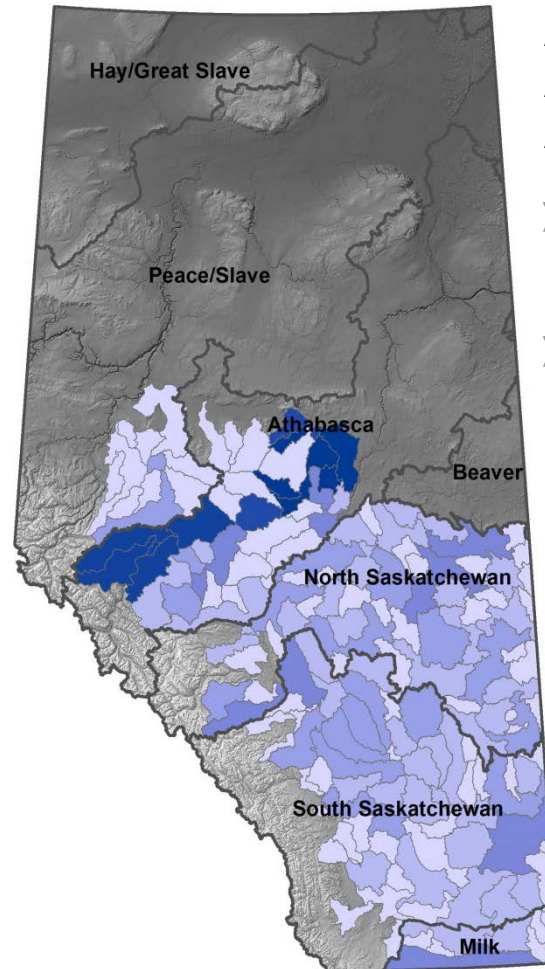 Hay/Great Slave
Peace/Slave
Athabasca
Beaver
North Saskatchewan
South Saskatchewan
Milk